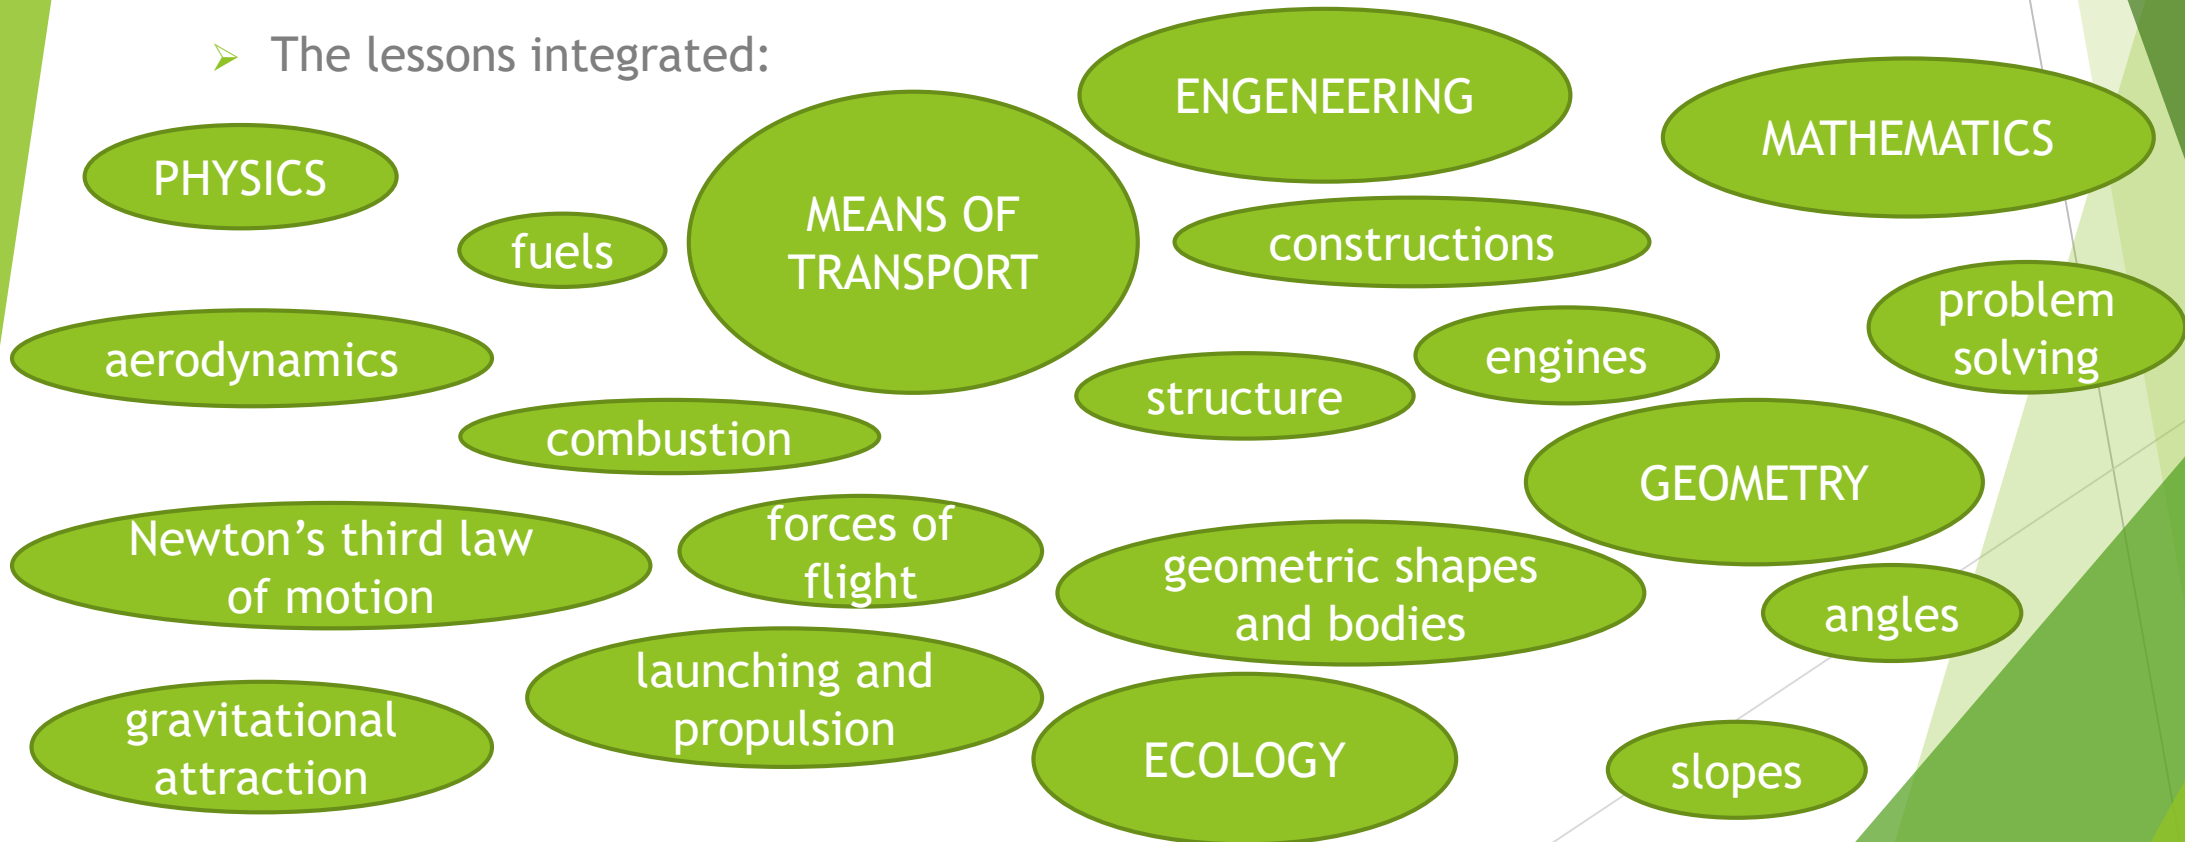 The lessons integrated:
ENGENEERING
MATHEMATICS
PHYSICS
MEANS OF
TRANSPORT
fuels
constructions
problem
solving
aerodynamics
engines
structure
combustion
GEOMETRY
Newton’s third law
of motion
forces of
flight
geometric shapes
and bodies
angles
launching and
propulsion
gravitational
attraction
ECOLOGY
slopes